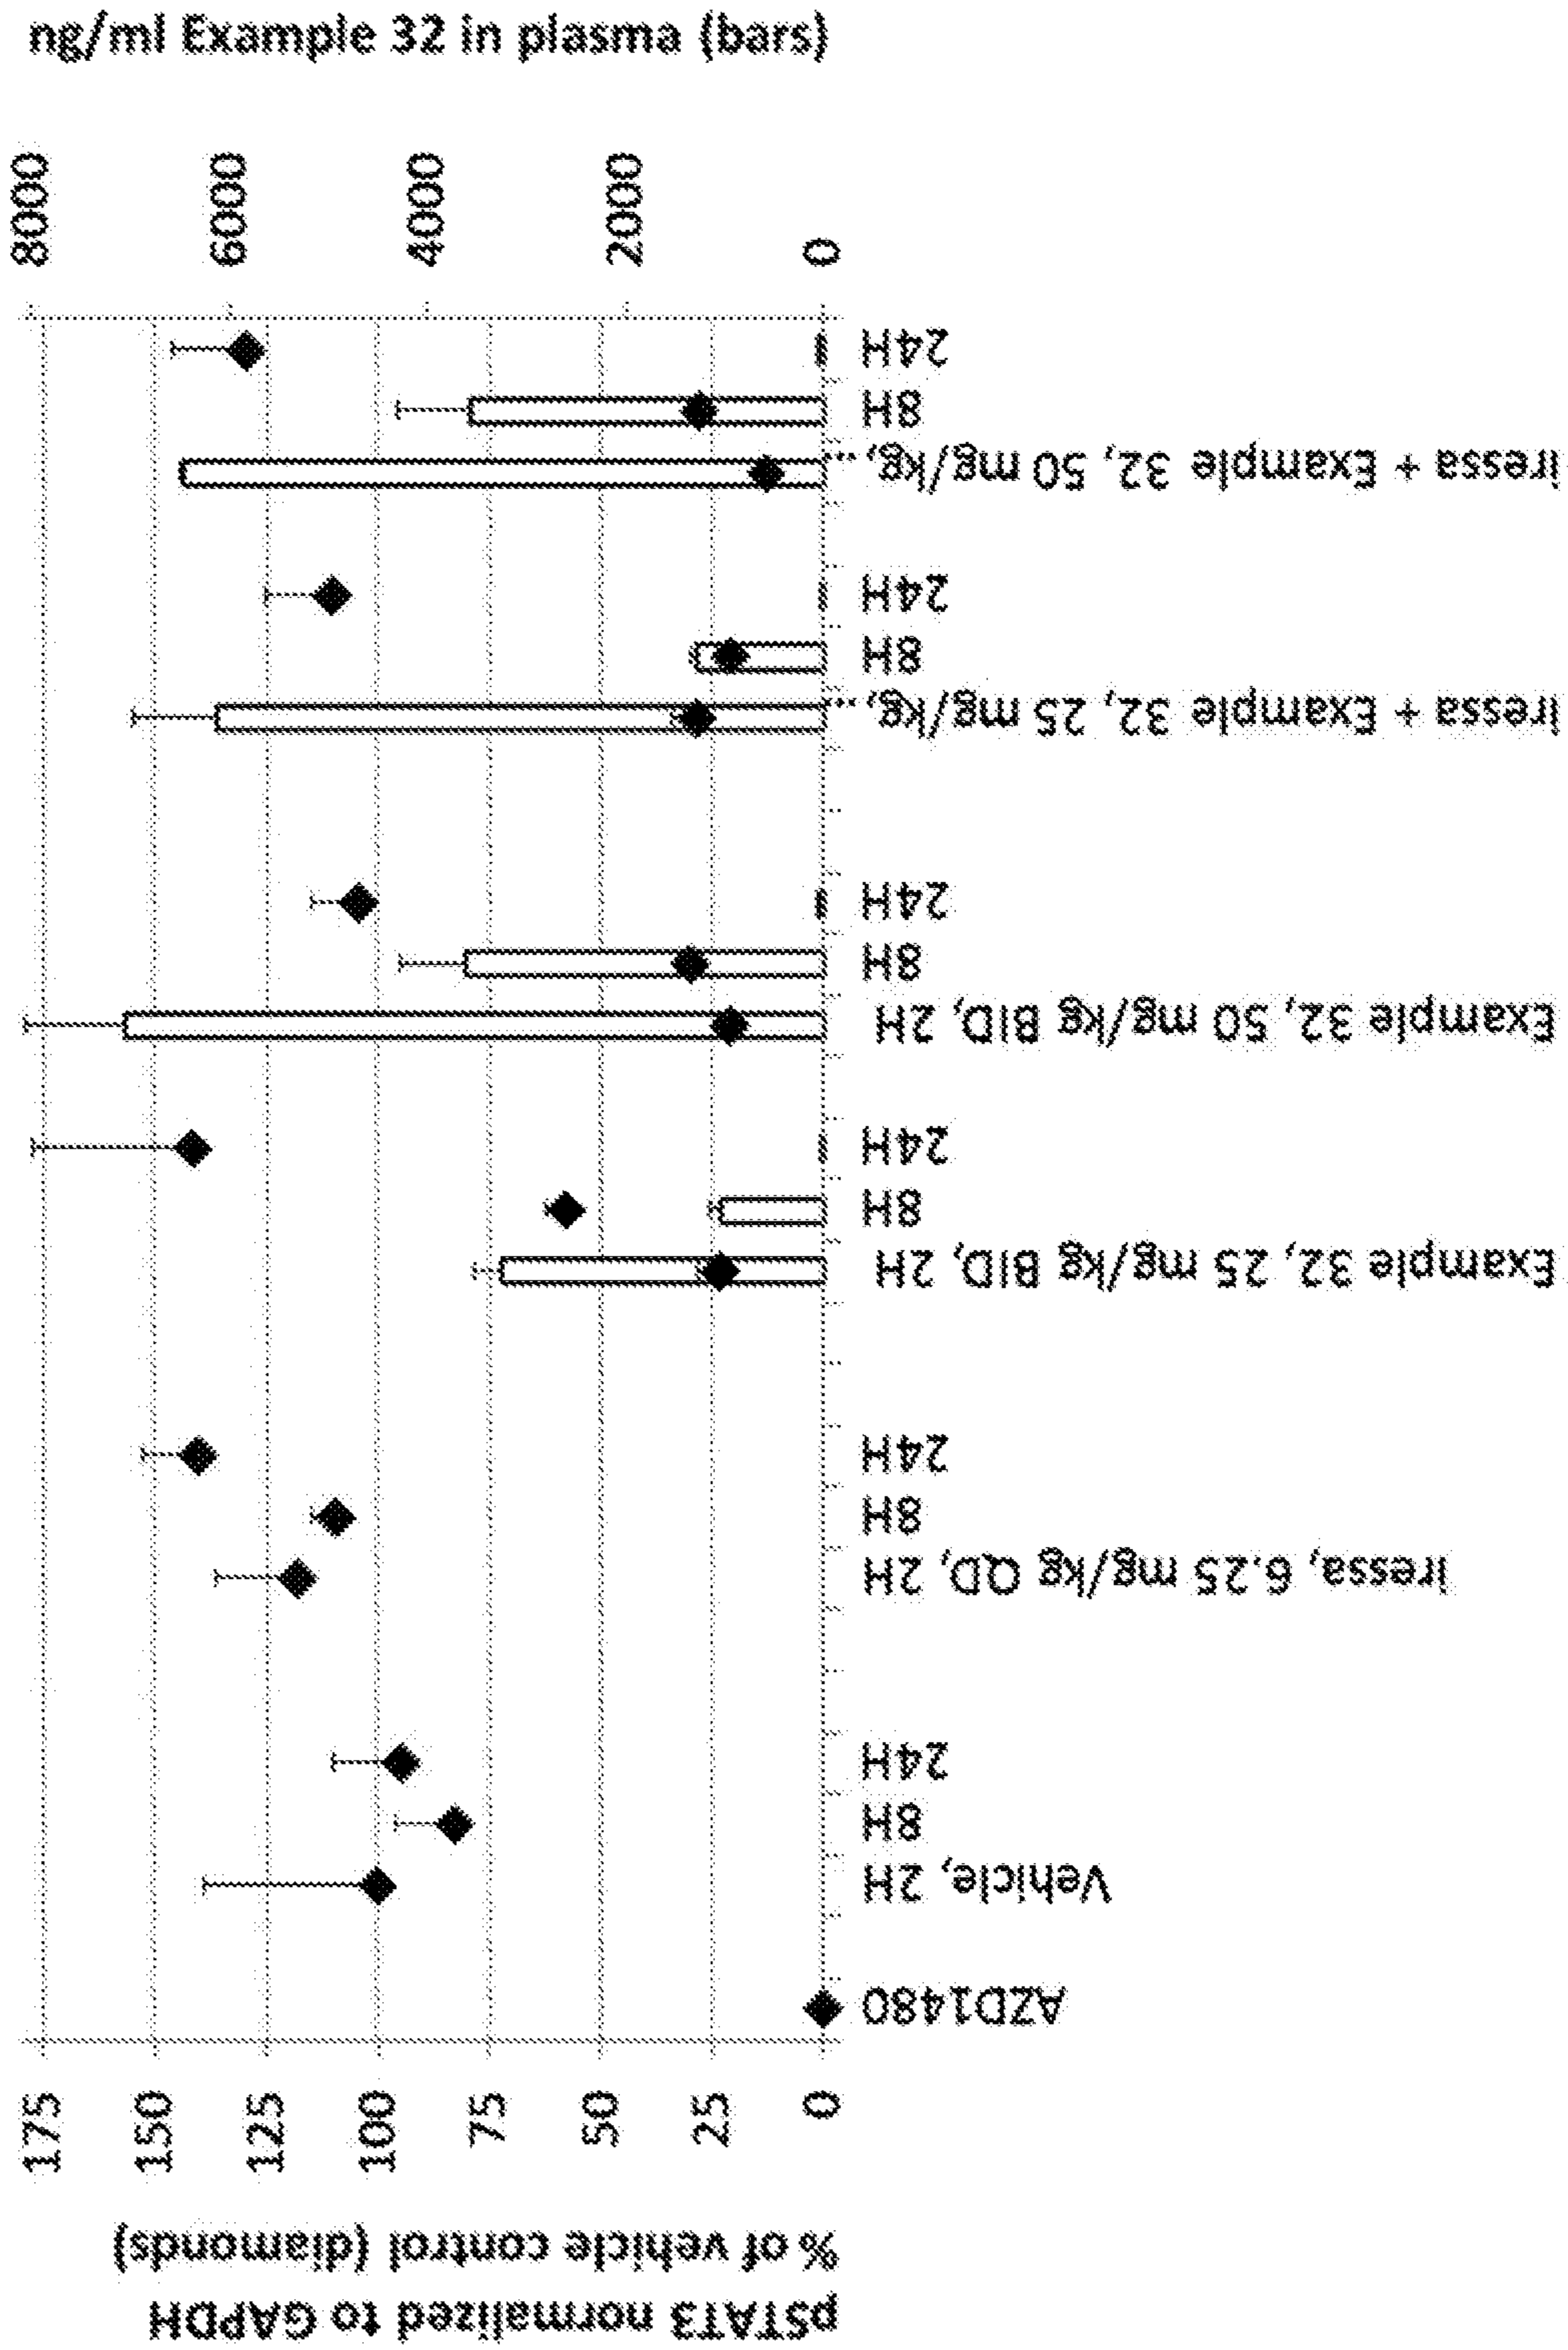 ng/ml Example 32 in plasma (bars)
8000
6000
4000
2000
0
24H
8H
iressa + Example 32, 50 mg/kg,...
24H
8H
iressa + Example 32, 25 mg/kg,...
24H
8H
Example 32, 50 mg/kg BID, 2H
24H
8H
Example 32, 25 mg/kg BID, 2H
24H
8H
iressa, 6.25 mg/kg QD, 2H
24H
8H
Vehicle, 2H
AZD1480
175
150
125
100
75
50
25
0
pSTAT3 normalized to GAPDH
% of vehicle control (diamonds)